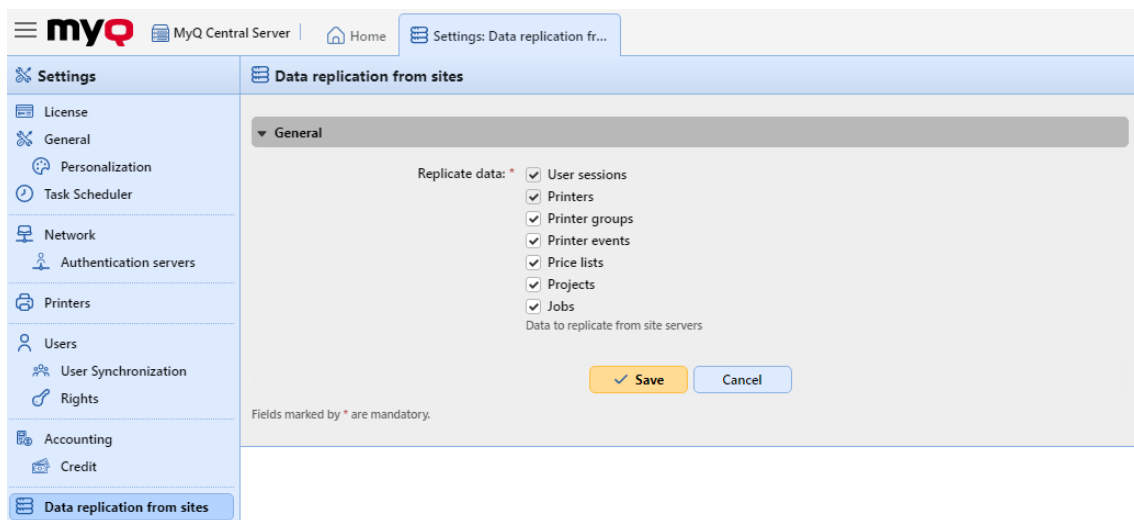 myQ MyQ Central Server Home Settings: Data replication fr...
Settings
Data replication from sites
License
General
Personalization
Task Scheduler
Network
Authentication servers
Printers
Users
User Synchronization
Rights
Accounting
Credit
Data replication from sites
General
Replicate data: * User sessions
Printers
Printer groups
Printer events
Price lists
Projects
Jobs
Data to replicate from site servers
Save Cancel
Fields marked by * are mandatory.